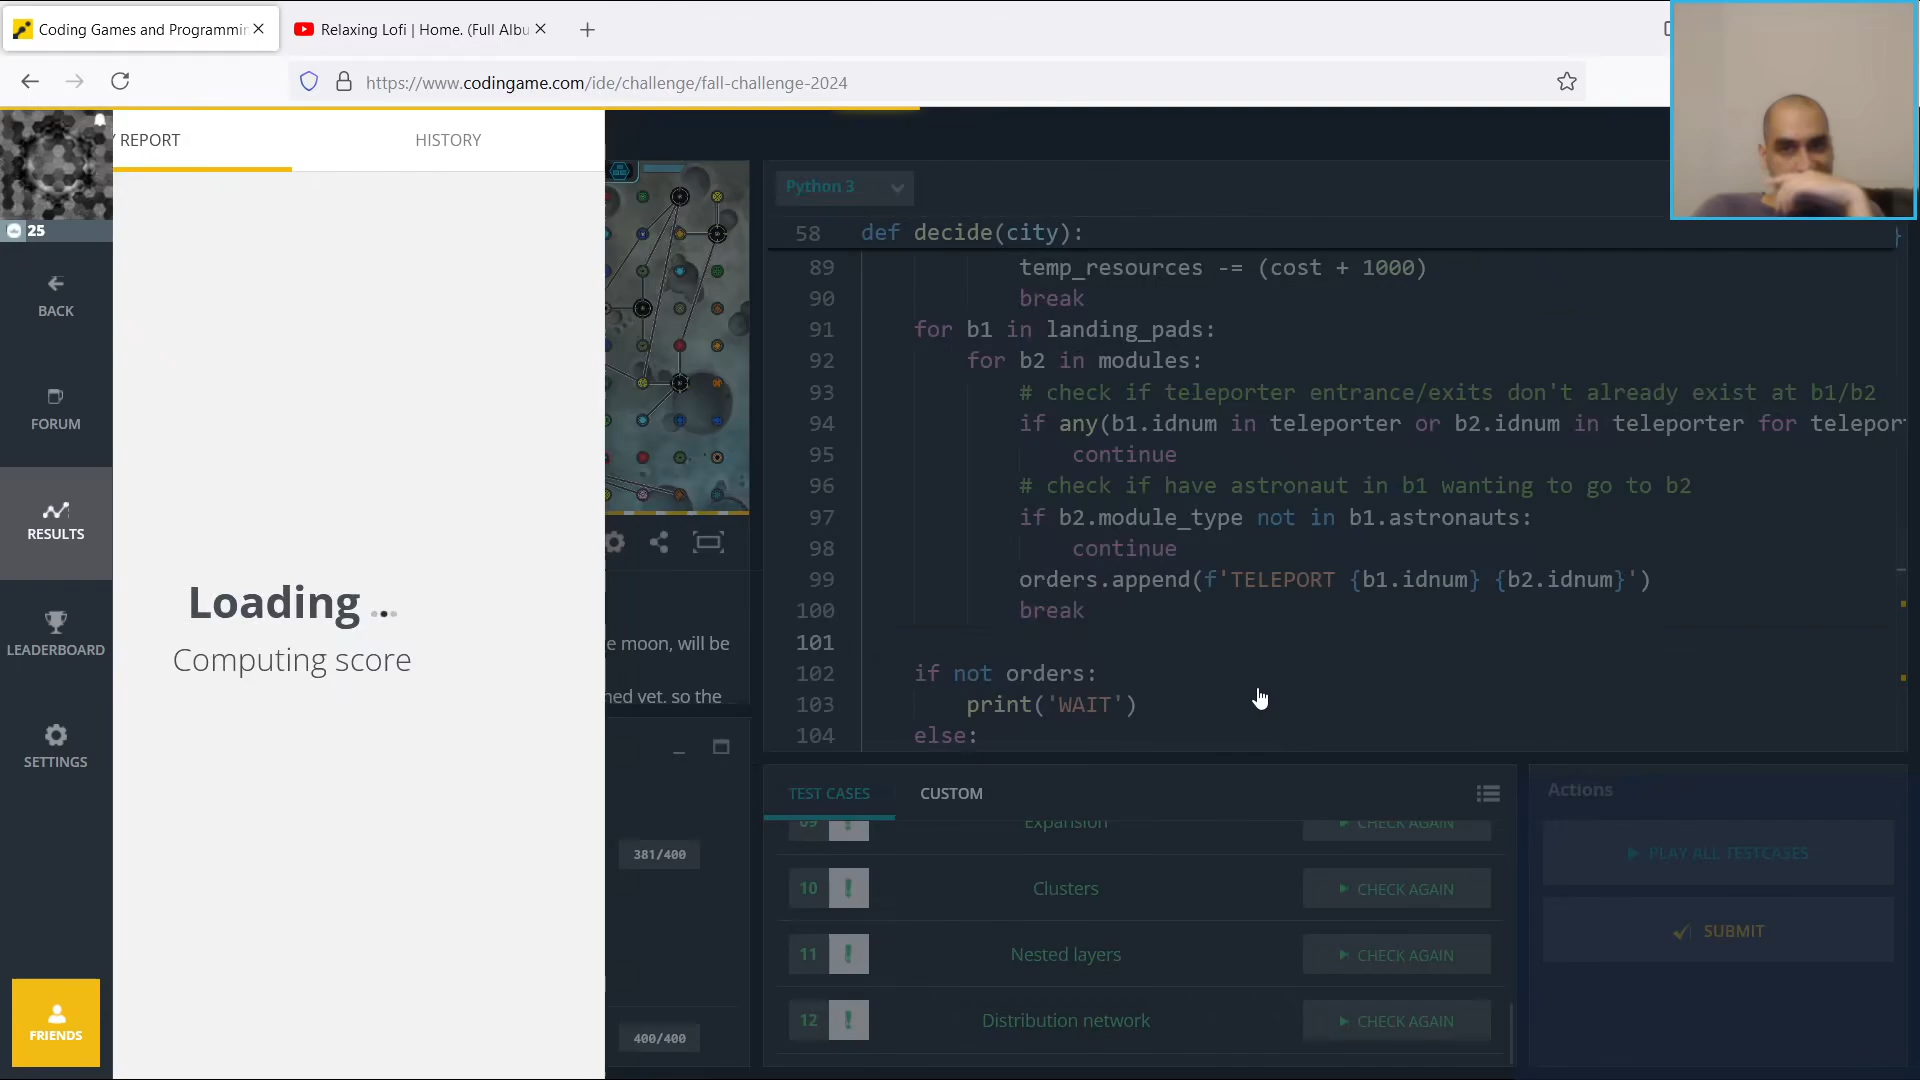 Coding Games and Programmin
Relaxing Lofi | Home. (Full Albu
https://www.codingame.com/ide/challenge/fall-challenge-2024
REPORT
HISTORY
25
BACK
FORUM
RESULTS
LEADERBOARD
SETTINGS
FRIENDS
Loading
Computing score
e moon, will be
ned yet, so the
381/400
400/400
Python 3
58 def decide(city):
89 temp_resources -= (cost + 1000)
90 break
91 for b1 in landing_pads:
92 for b2 in modules:
93 # check if teleporter entrance/exits don't already exist at b1/b2
94 if any(b1.idnum in teleporter or b2.idnum in teleporter for telepor
95 continue
96 # check if have astronaut in b1 wanting to go to b2
97 if b2.module_type not in b1.astronauts:
98 continue
99 orders.append(f'TELEPORT {b1.idnum} {b2.idnum}')
100 break
101
102 if not orders:
103 print('WAIT')
104 else:
TEST CASES
CUSTOM
09 Expansion CHECK AGAIN
10 Clusters CHECK AGAIN
11 Nested layers CHECK AGAIN
12 Distribution network CHECK AGAIN
Actions
PLAY ALL TESTCASES
SUBMIT